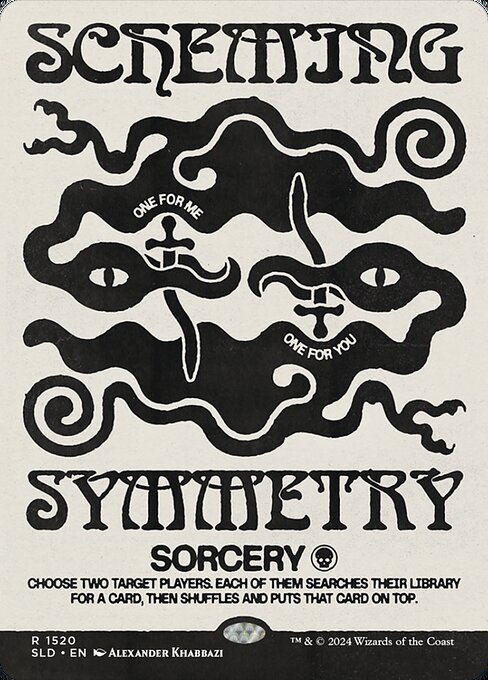 SCHEMING
ONE FOR ME
ONE FOR YOU
SYMMETRY
SORCERY
CHOOSE TWO TARGET PLAYERS. EACH OF THEM SEARCHES THEIR LIBRARY
FOR A CARD, THEN SHUFFLES AND PUTS THAT CARD ON TOP.
R 1520
™ & © 2024 Wizards of the Coast
SLD • EN ALEXANDER KHABBAZI